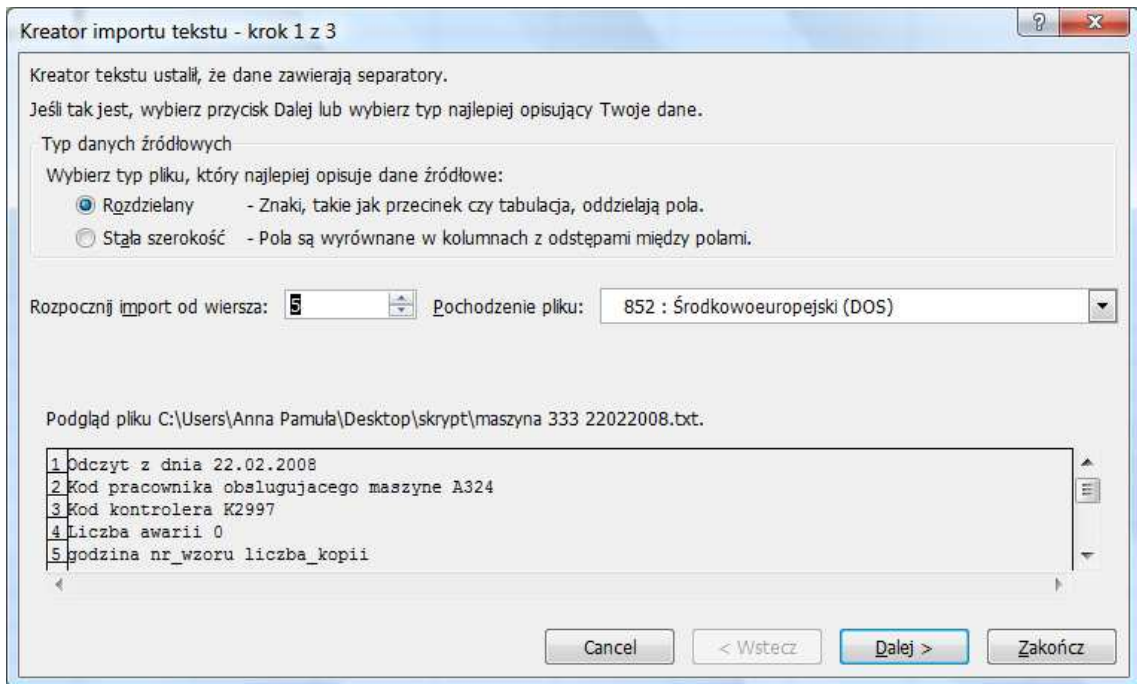 Kreator importu tekstu - krok 1 z 3
Kreator tekstu ustalił, że dane zawierają separatory.
Jeśli tak jest, wybierz przycisk Dalej lub wybierz typ najlepiej opisujący Twoje dane.
Typ danych źródłowych
Wybierz typ pliku, który najlepiej opisuje dane źródłowe:
Rozdzielany - Znaki, takie jak przecinek czy tabulacja, oddzielają pola.
Stała szerokość - Pola są wyrównane w kolumnach z odstępami między polami.
Rozpocznij import od wiersza: 5 Pochodzenie pliku: 852 : Środkowoeuropejski (DOS)
Podgląd pliku C:\Users\Anna Pamuła\Desktop\skrypt\maszyna 333 22022008.txt.
1 Odczyt z dnia 22.02.2008
2 Kod pracownika obslugujacego maszyne A324
3 Kod kontrolera K2997
4 Liczba awarii 0
5 godzina nr_wzoru liczba_kopii
Cancel < Wstecz Dalej > Zakończ